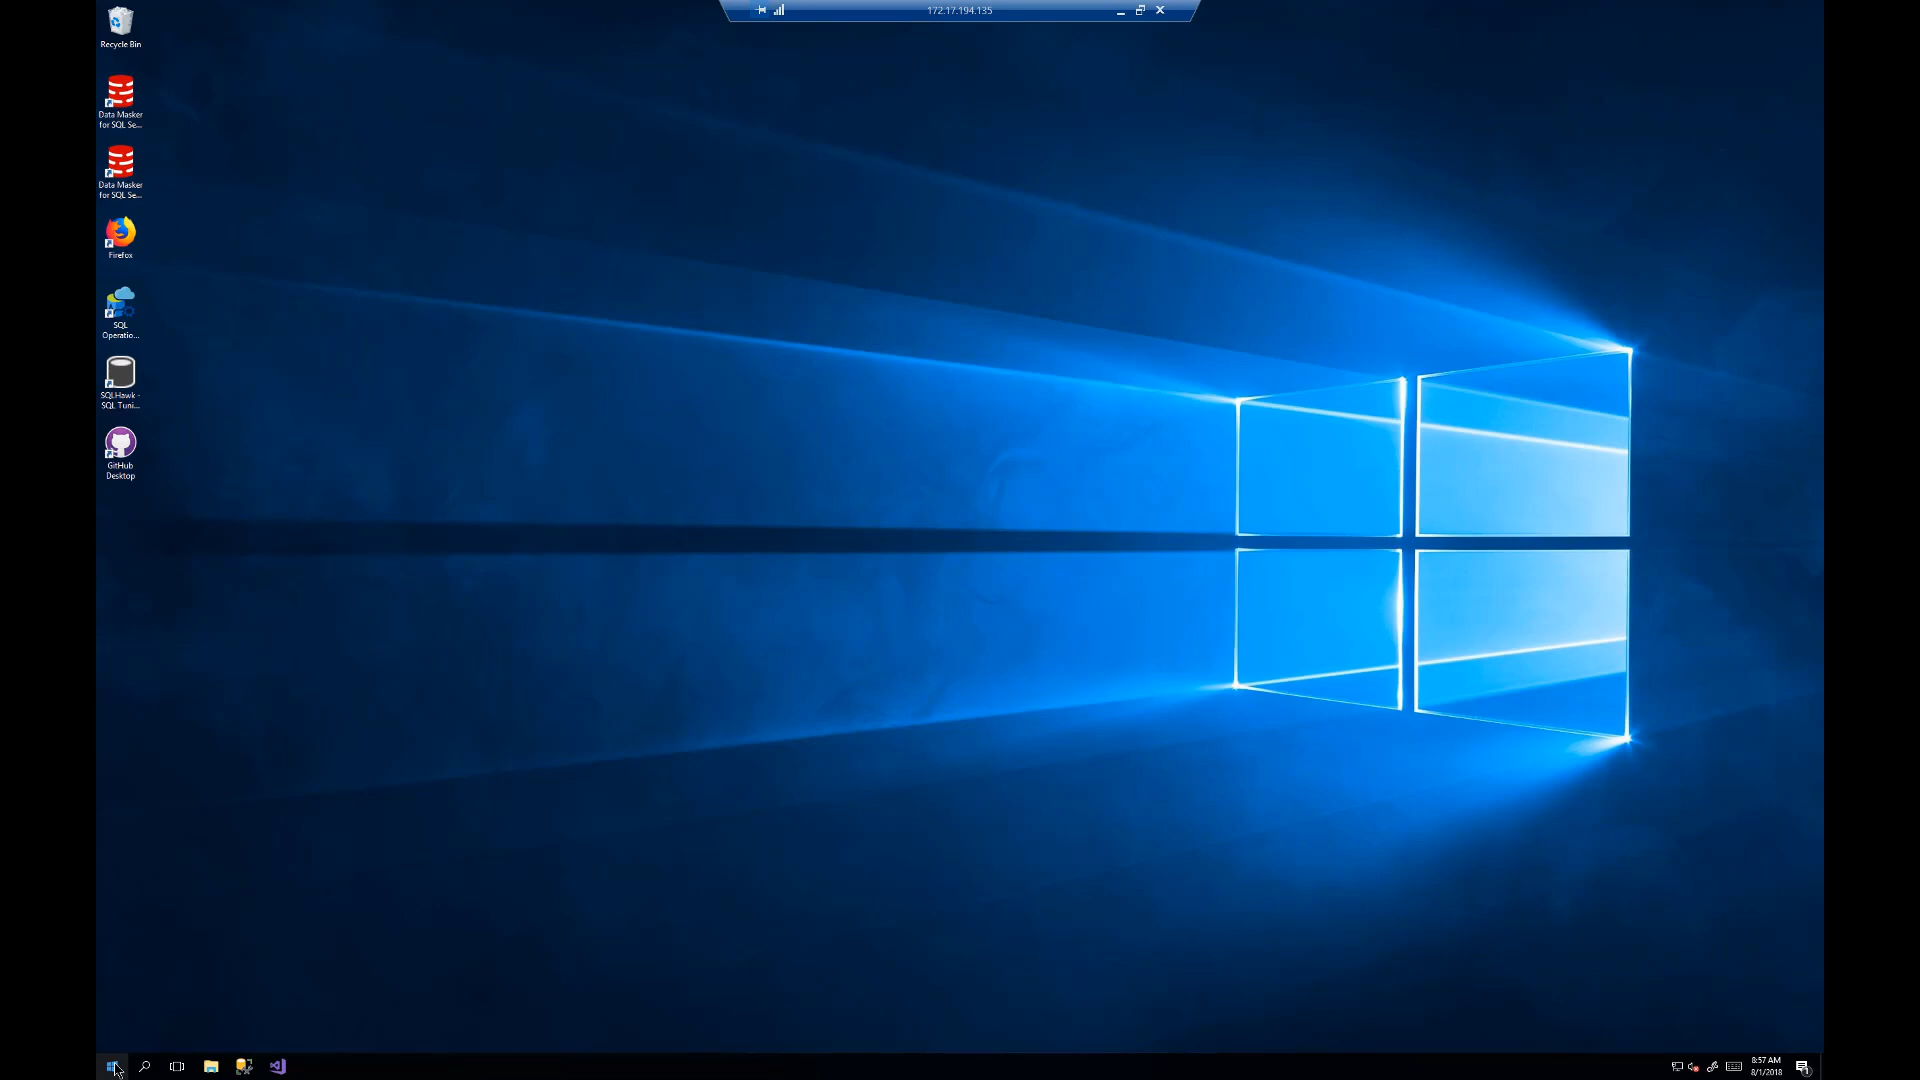 172.17.194.135
Recycle Bin
Data Masker
for SQL Se...
Data Masker
for SQL Se...
Firefox
SQL
Operatio...
SQLHawk -
SQL Tuni...
GitHub
Desktop
8:57 AM
8/1/2018